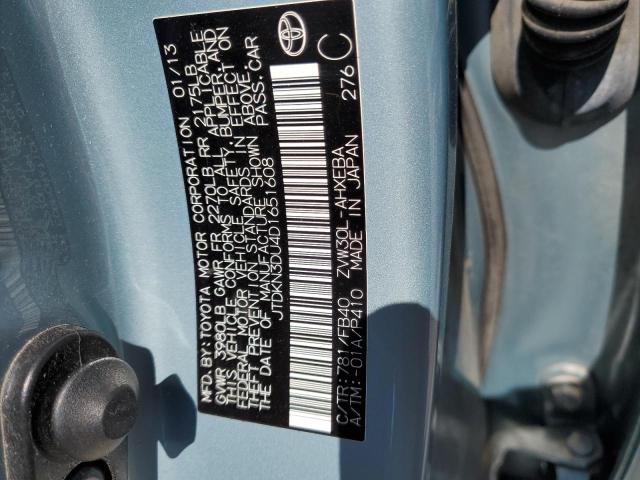 MFD.BY:TOYOTA MOTOR CORPORATION 01/13
GVWR 3980LB GAWR FR 2210LB RR 2175LB
THIS VEHICLE CONFORMS TO ALL APPLICABLE
FEDERAL MOTOR VEHICLE SAFETY, BUMPER, AND
THEFT PREVENTION STANDARDS IN EFFECT ON
THE DATE OF MANUFACTURE SHOWN ABOVE.
JTDKN3DU4D1651608 PASS.CAR
C/TR:781/FB40 ZVW30L-AHXEBA
A/TM:-01A/P410 MADE IN JAPAN 276 C